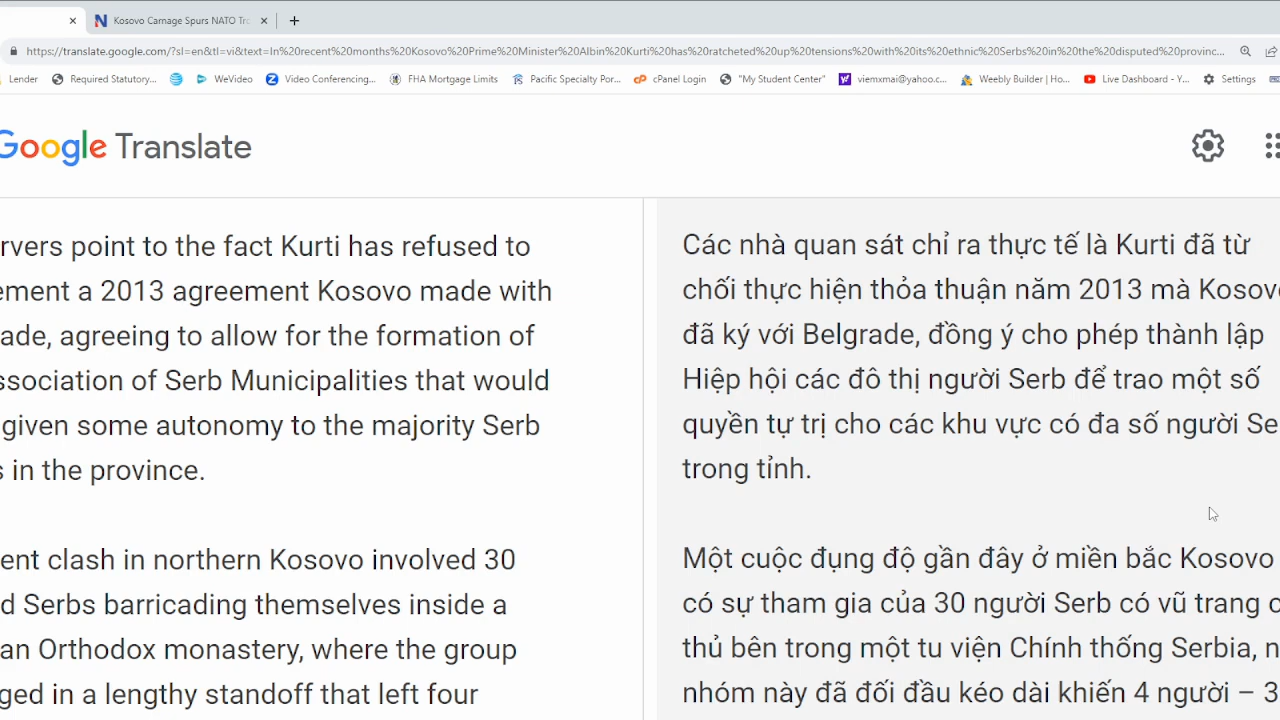 Kosovo Carnage Spurs NATO Tro
https://translate.google.com/?sl=en&tl=vi&text=In%20recent%20months%20Kosovo%20Prime%20Minister%20Albin%20Kurti%20has%20ratcheted%20up%20tensions%20with%20its%20ethnic%20Serbs%20in%20the%20disputed%20provinc...
Lender Required Statutory... WeVideo Video Conferencing... FHA Mortgage Limits Pacific Specialty Por... cPanel Login "My Student Center" viemxmai@yahoo.c... Weebly Builder | Ho... Live Dashboard - Y... Settings
Google Translate
rvers point to the fact Kurti has refused to
ement a 2013 agreement Kosovo made with
ade, agreeing to allow for the formation of
ssociation of Serb Municipalities that would
given some autonomy to the majority Serb
s in the province.
ent clash in northern Kosovo involved 30
d Serbs barricading themselves inside a
an Orthodox monastery, where the group
ged in a lengthy standoff that left four
Các nhà quan sát chỉ ra thực tế là Kurti đã từ
chối thực hiện thỏa thuận năm 2013 mà Kosovo
đã ký với Belgrade, đồng ý cho phép thành lập
Hiệp hội các đô thị người Serb để trao một số
quyền tự trị cho các khu vực có đa số người Se
trong tỉnh.
Một cuộc đụng độ gần đây ở miền bắc Kosovo
có sự tham gia của 30 người Serb có vũ trang c
thủ bên trong một tu viện Chính thống Serbia, n
nhóm này đã đối đầu kéo dài khiến 4 người – 3